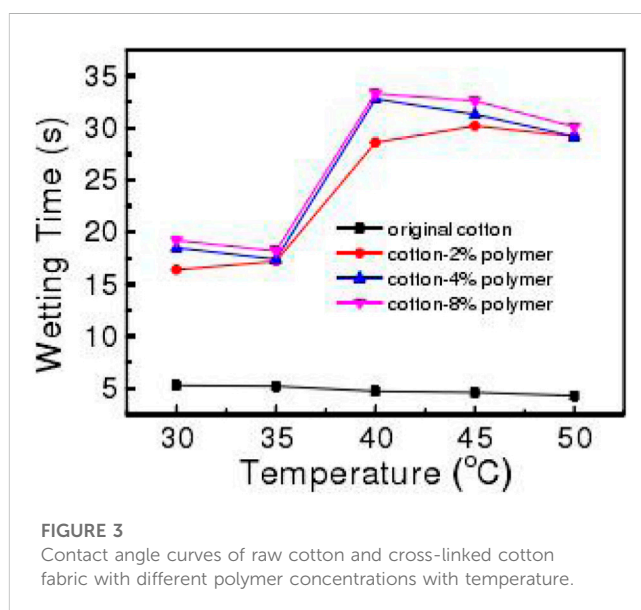 35
30
25
20
15
10
5
Wetting Time (s)
original cotton
cotton-2% polymer
cotton-4% polymer
cotton-8% polymer
30 35 40 45 50
Temperature (°C)
FIGURE 3
Contact angle curves of raw cotton and cross-linked cotton
fabric with different polymer concentrations with temperature.